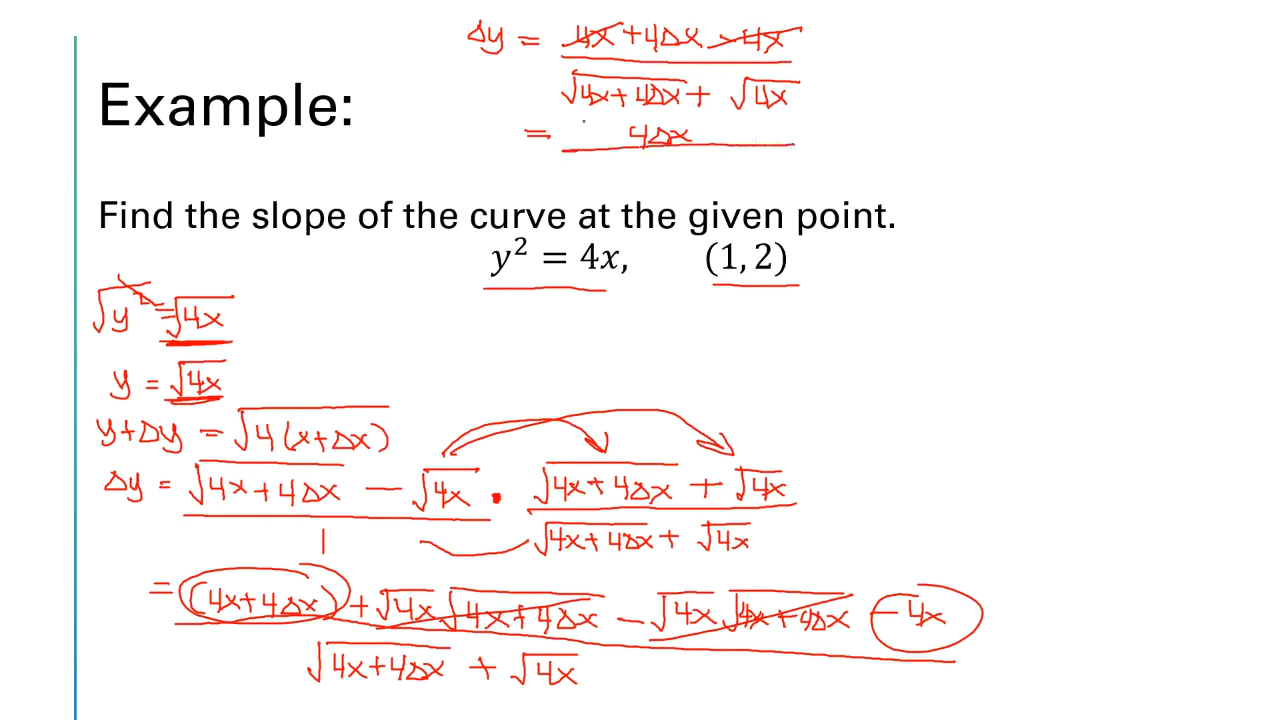 Δy = 4x + 4Δx - 4x
√4x + 4Δx + √4x
= 4Δx
Example:
Find the slope of the curve at the given point.
y² = 4x, (1, 2)
√y² = √4x
y = √4x
y + Δy = √4(x + Δx)
Δy = √4x + 4Δx − √4x · √4x + 4Δx + √4x
1 √4x + 4Δx + √4x
= (4x + 4Δx) + √4x √4x + 4Δx − √4x √4x + 4Δx − 4x
√4x + 4Δx + √4x